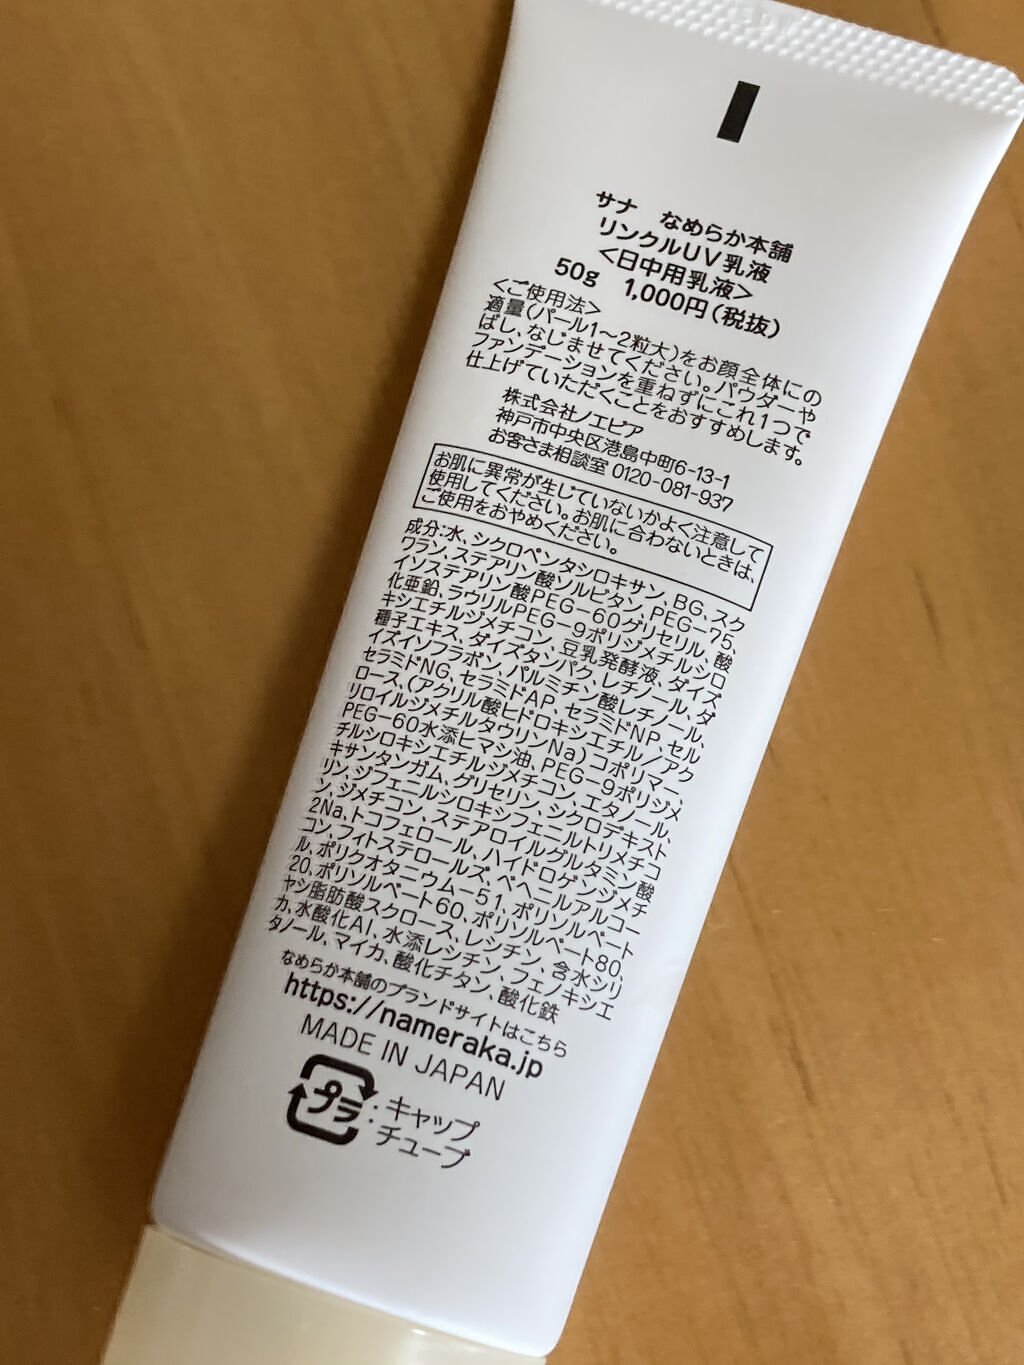 サナ なめらか本舗
リンクルUV乳液
＜日中用乳液＞
50g 1,000円（税抜）
＜ご使用法＞
適量（パール1～2粒大）をお顔全体にの
ばし、なじませてください。パウダーや
ファンデーションを重ねずにこれ1つで
仕上げていただくことをおすすめします。
株式会社ノエビア
神戸市中央区港島中町6-13-1
お客さま相談室 0120-081-937
お肌に異常が生じていないかよく注意して
使用してください。お肌に合わないときは、
ご使用をおやめください。
成分：水、シクロペンタシロキサン、BG、スク
ワラン、ステアリン酸ソルビタン、PEG－75、
イソステアリン酸PEG－60グリセリル、酸
化亜鉛、ラウリルPEG－9ポリジメチルシロ
キシエチルジメチコン、豆乳発酵液、ダイズ
種子エキス、ダイズタンパク、レチノール、ダ
イズイソフラボン、パルミチン酸レチノール、
セラミドNG、セラミドAP、セラミドNP、セル
ロース、（アクリル酸ヒドロキシエチル／アク
リロイルジメチルタウリンNa）コポリマー、
PEG－60水添ヒマシ油、PEG－9ポリジメ
チルシロキシエチルジメチコン、エタノール、
キサンタンガム、グリセリン、シクロデキスト
リン、ジフェニルシロキシフェニルトリメチコ
ン、ジメチコン、ステアロイルグルタミン酸
2Na、トコフェロール、ハイドロゲンジメチ
コン、フィトステロールズ、ベヘニルアルコー
ル、ポリクオタニウム－51、ポリソルベート
20、ポリソルベート60、ポリソルベート80、
ヤシ脂肪酸スクロース、レシチン、含水シリ
カ、水酸化Al、水添レシチン、フェノキシエ
タノール、マイカ、酸化チタン、酸化鉄
なめらか本舗のブランドサイトはこちら
https://nameraka.jp
MADE IN JAPAN
プラ：キャップ
チューブ